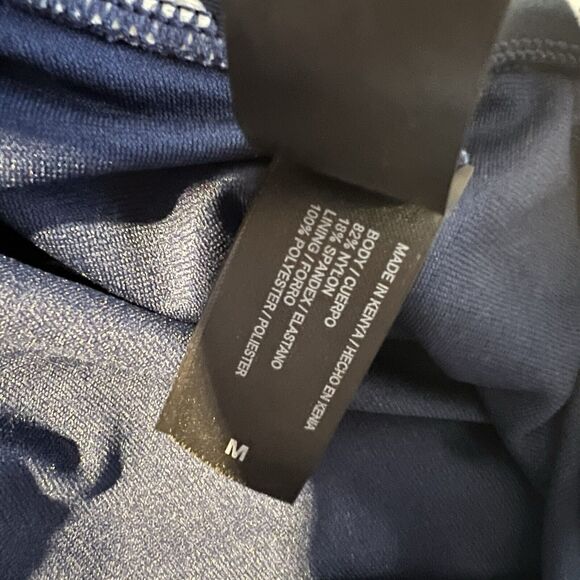 MADE IN KENYA / HECHO EN KENIA
BODY / CUERPO
82% NYLON
18% SPANDEX / ELASTANO
LINING / FORRO
100% POLYESTER / POLIESTER
M